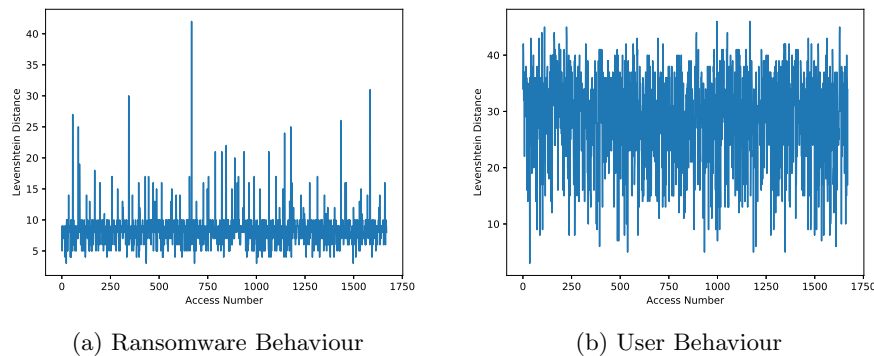 40
35
30
25
20
15
10
5
Levenshtein Distance
0 250 500 750 1000 1250 1500 1750
Access Number
(a) Ransomware Behaviour
40
30
20
10
Levenshtein Distance
0 250 500 750 1000 1250 1500 1750
Access Number
(b) User Behaviour